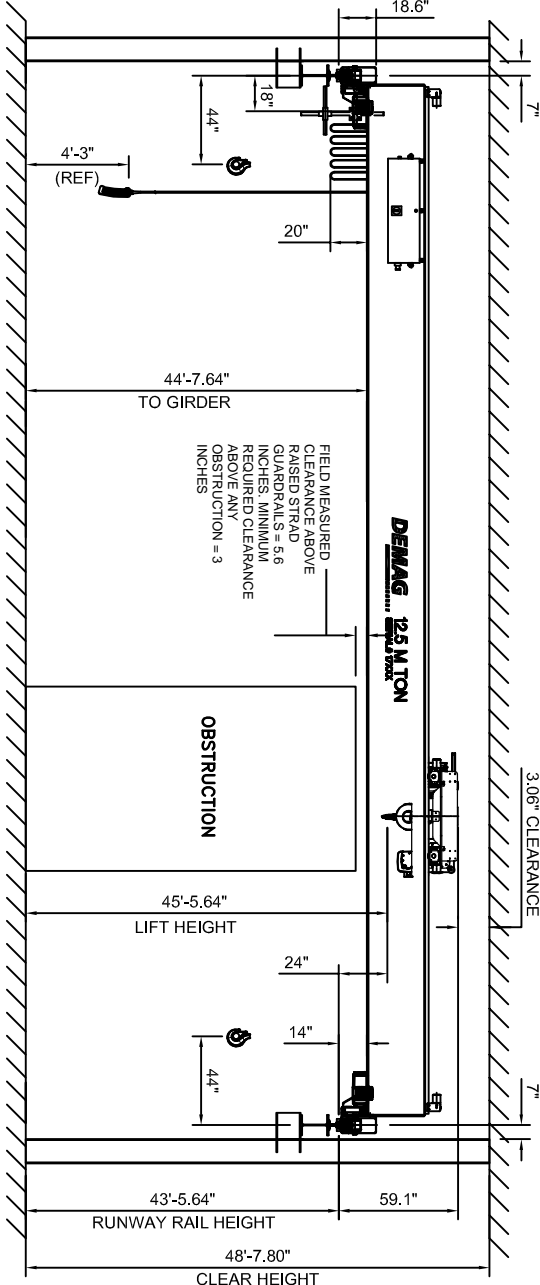 18.6"
7"
44"
18"
4'-3"
(REF)
20"
44'-7.64"
TO GIRDER
FIELD MEASURED
CLEARANCE ABOVE
RAISED STRAD
GUARDRAILS = 5.6
INCHES. MINIMUM
REQUIRED CLEARANCE
ABOVE ANY
OBSTRUCTION = 3
INCHES
DEMAG 12.5 M TON
OBSTRUCTION
3.06" CLEARANCE
45'-5.64"
LIFT HEIGHT
24"
14"
44"
7"
43'-5.64"
RUNWAY RAIL HEIGHT
59.1"
48'-7.80"
CLEAR HEIGHT